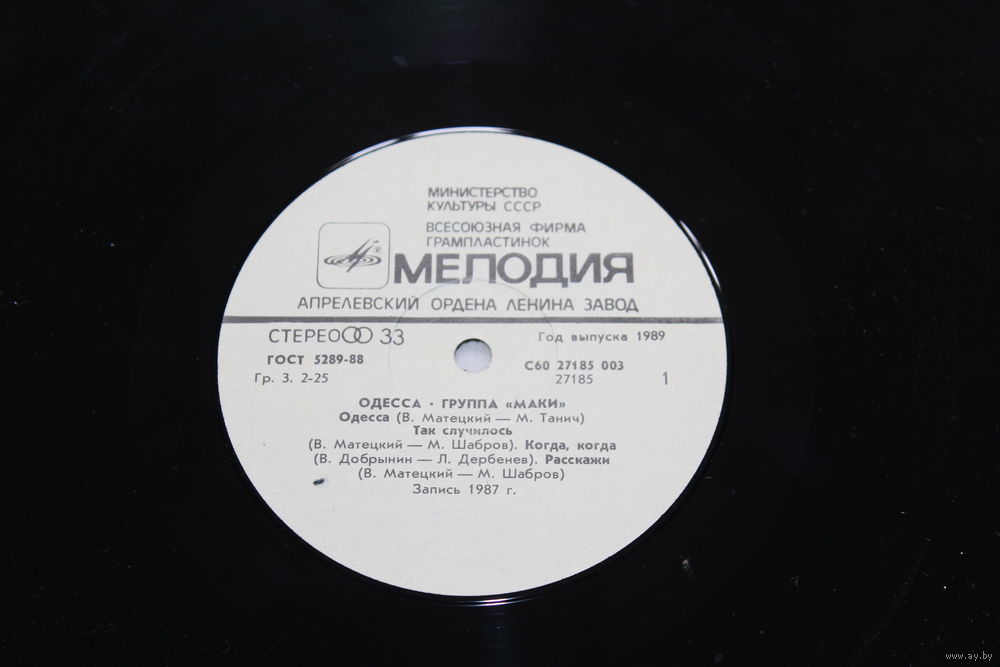 МИНИСТЕРСТВО
КУЛЬТУРЫ СССР
ВСЕСОЮЗНАЯ ФИРМА
ГРАМПЛАСТИНОК
МЕЛОДИЯ
АПРЕЛЕВСКИЙ ОРДЕНА ЛЕНИНА ЗАВОД
СТЕРЕО 33
Год выпуска 1989
ГОСТ 5289-88
С60 27185 003
Гр. 3. 2-25
27185
1
ОДЕССА · ГРУППА «МАКИ»
Одесса (В. Матецкий — М. Танич)
Так случилось
(В. Матецкий — М. Шабров). Когда, когда
(В. Добрынин — Л. Дербенев). Расскажи
(В. Матецкий — М. Шабров)
Запись 1987 г.
www.ay.by